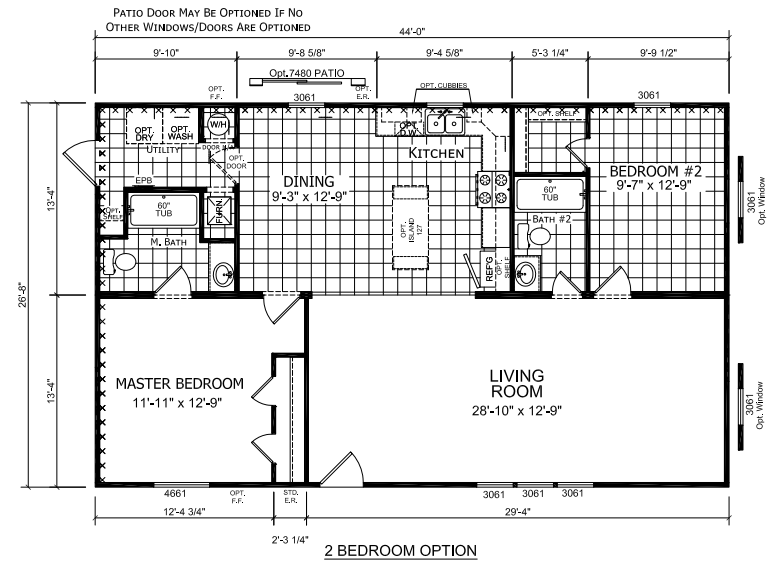 PATIO DOOR MAY BE OPTIONED IF NO
OTHER WINDOWS/DOORS ARE OPTIONED
44'-0"
9'-10"
9'-8 5/8"
9'-4 5/8"
5'-3 1/4"
9'-9 1/2"
Opt.7480 PATIO
OPT.
F.F.
3061
OPT.
E.R.
OPT. CUBBIES
3061
OPT.
DRY
OPT.
WASH
W/H
OPT.
D.W.
OPT. SHELF
UTILITY
DOOR
OPT.
DOOR
KITCHEN
EPB
DINING
9'-3" x 12'-9"
BEDROOM #2
9'-7" x 12'-9"
13'-4"
60"
TUB
FURN.
60"
TUB
3061
Opt. Window
OPT.
SHELF
OPT.
ISLAND
127
BATH #2
M. BATH
REF'G
OPT.
SHELF
26'-8"
13'-4"
MASTER BEDROOM
11'-11" x 12'-9"
LIVING
ROOM
28'-10" x 12'-9"
3061
Opt. Window
4661
OPT.
F.F.
STD.
E.R.
3061
3061
3061
12'-4 3/4"
29'-4"
2'-3 1/4"
2 BEDROOM OPTION